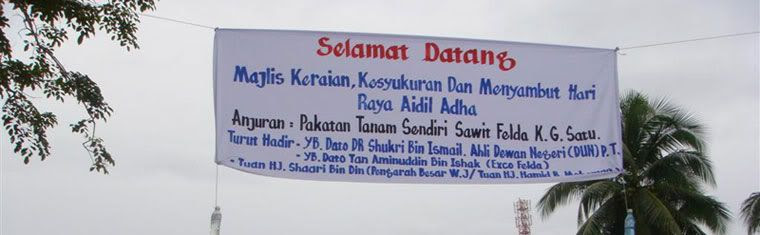 Selamat Datang
Majlis Keraian, Kesyukuran Dan Menyambut Hari
Raya Aidil Adha
Anjuran : Pakatan Tanam Sendiri Sawit Felda K.G. Satu.
Turut Hadir - YB. Dato DR Shukri Bin Ismail. Ahli Dewan Negeri (DUN) P.T.
- YB. Dato Tan Aminuddin Bin Ishak (Exco Felda)
- Tuan HJ. Shaari Bin Din (Pengarah Besar W.J/ Tuan HJ. Hamid B.